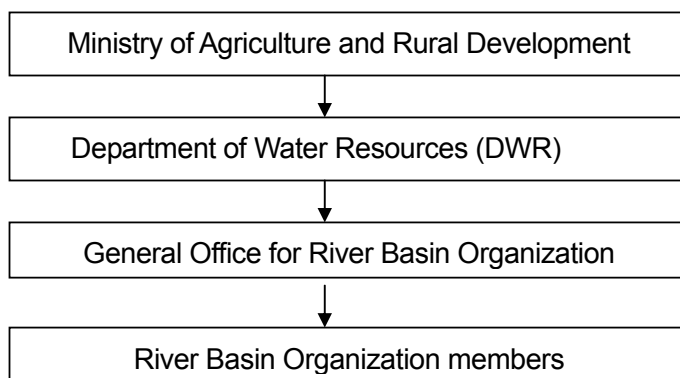 Ministry of Agriculture and Rural Development
Department of Water Resources (DWR)
General Office for River Basin Organization
River Basin Organization members